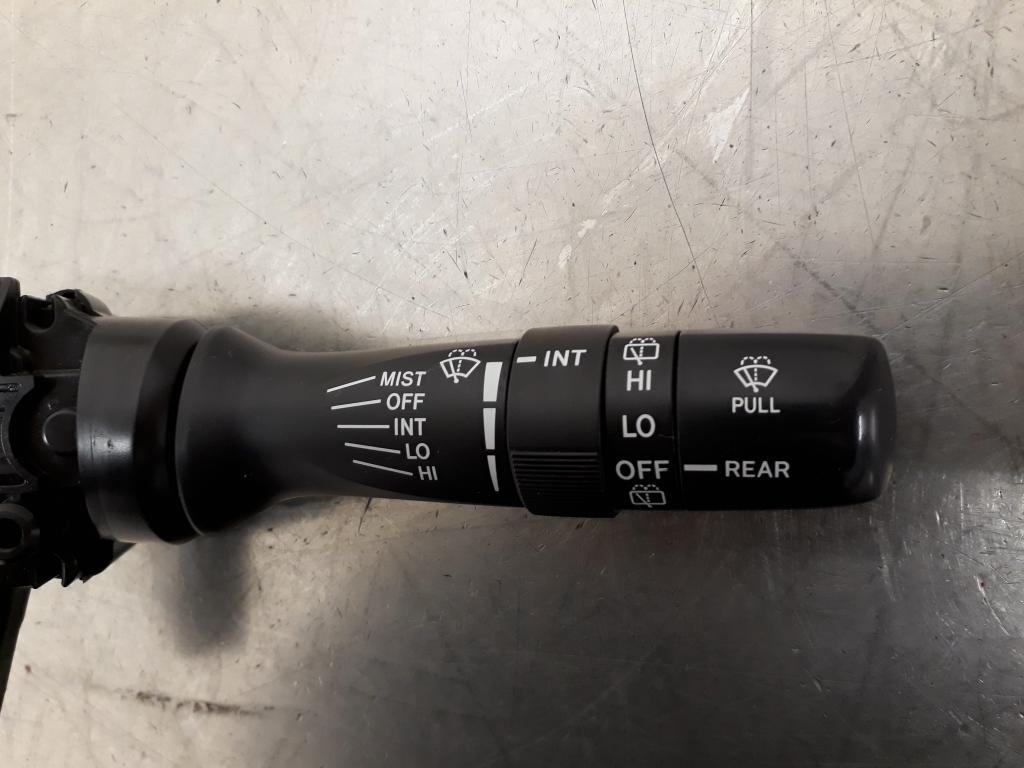 MIST
OFF
INT
LO
HI
INT
HI
LO
OFF
PULL
REAR